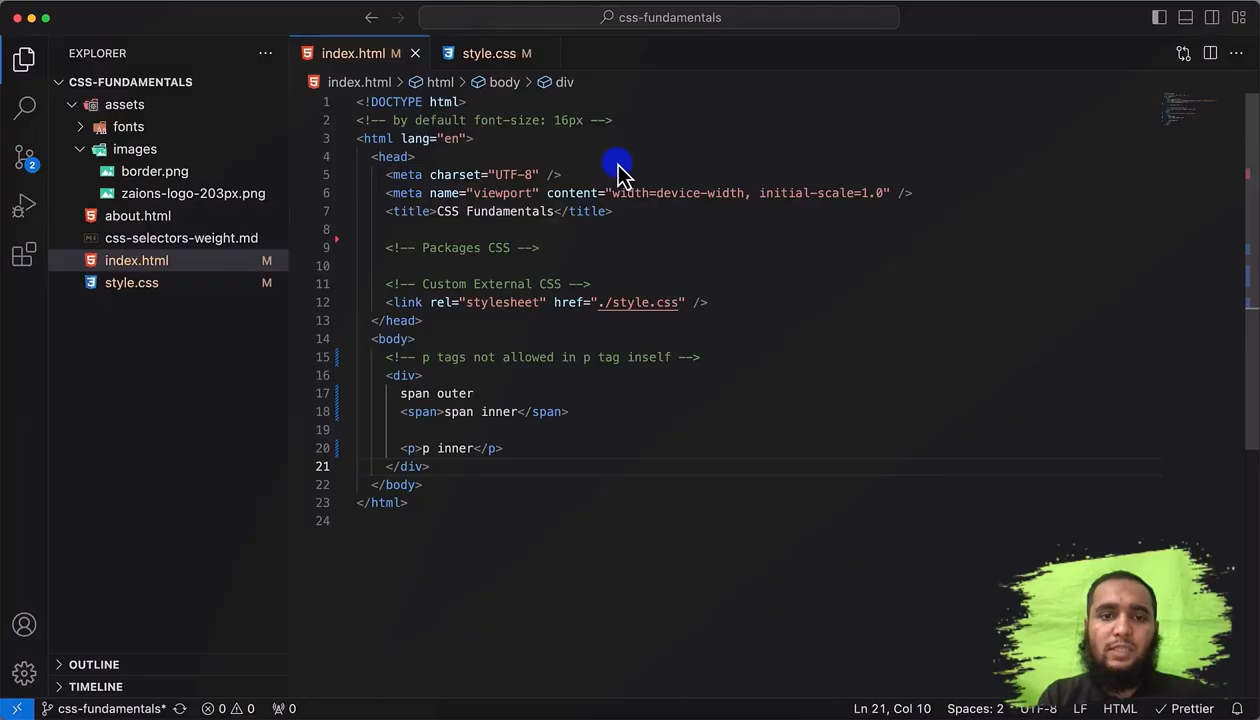 css-fundamentals
EXPLORER
CSS-FUNDAMENTALS
assets
fonts
images
border.png
zaions-logo-203px.png
about.html
css-selectors-weight.md
index.html M
style.css M
OUTLINE
TIMELINE
index.html M
style.css M
index.html > html > body > div
1 <!DOCTYPE html>
2 <!-- by default font-size: 16px -->
3 <html lang="en">
4 <head>
5 <meta charset="UTF-8" />
6 <meta name="viewport" content="width=device-width, initial-scale=1.0" />
7 <title>CSS Fundamentals</title>
8
9 <!-- Packages CSS -->
10
11 <!-- Custom External CSS -->
12 <link rel="stylesheet" href="./style.css" />
13 </head>
14 <body>
15 <!-- p tags not allowed in p tag inself -->
16 <div>
17 span outer
18 <span>span inner</span>
19
20 <p>p inner</p>
21 </div>
22 </body>
23 </html>
24
2
css-fundamentals* 0 0 0 Ln 21, Col 10 Spaces: 2 UTF-8 LF HTML Prettier